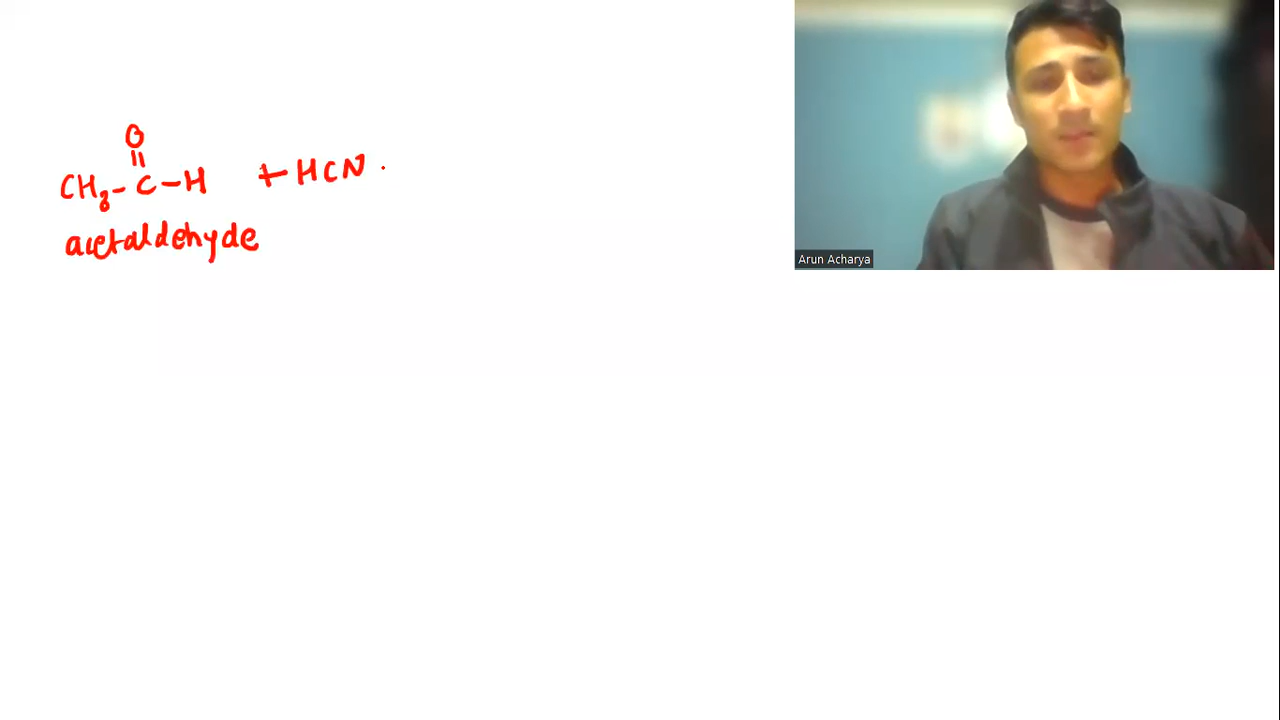 O
||
CH3-C-H + HCN
acetaldehyde
Arun Acharya